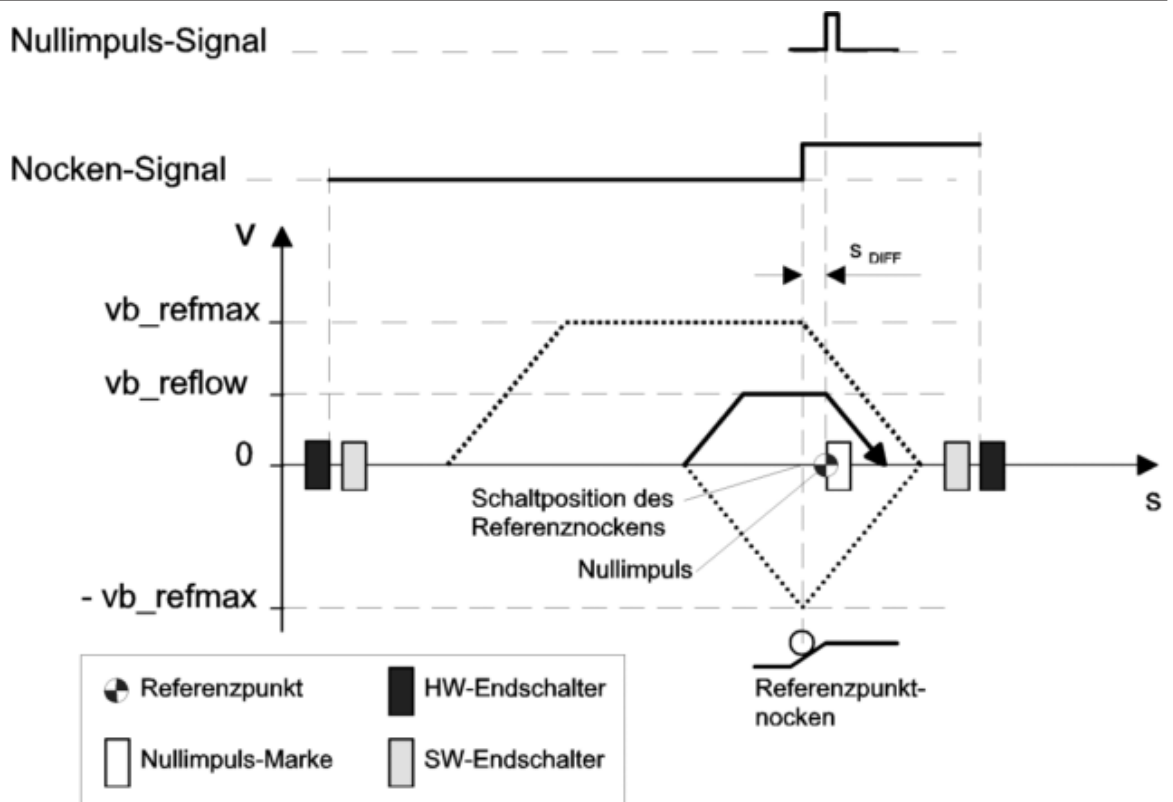 Nullimpuls-Signal
Nocken-Signal
V
S DIFF
vb_refmax
vb_reflow
0
Schaltposition des
Referenznockens
S
Nullimpuls
- vb_refmax
Referenzpunkt
HW-Endschalter
Referenzpunkt-
nocken
Nullimpuls-Marke
SW-Endschalter